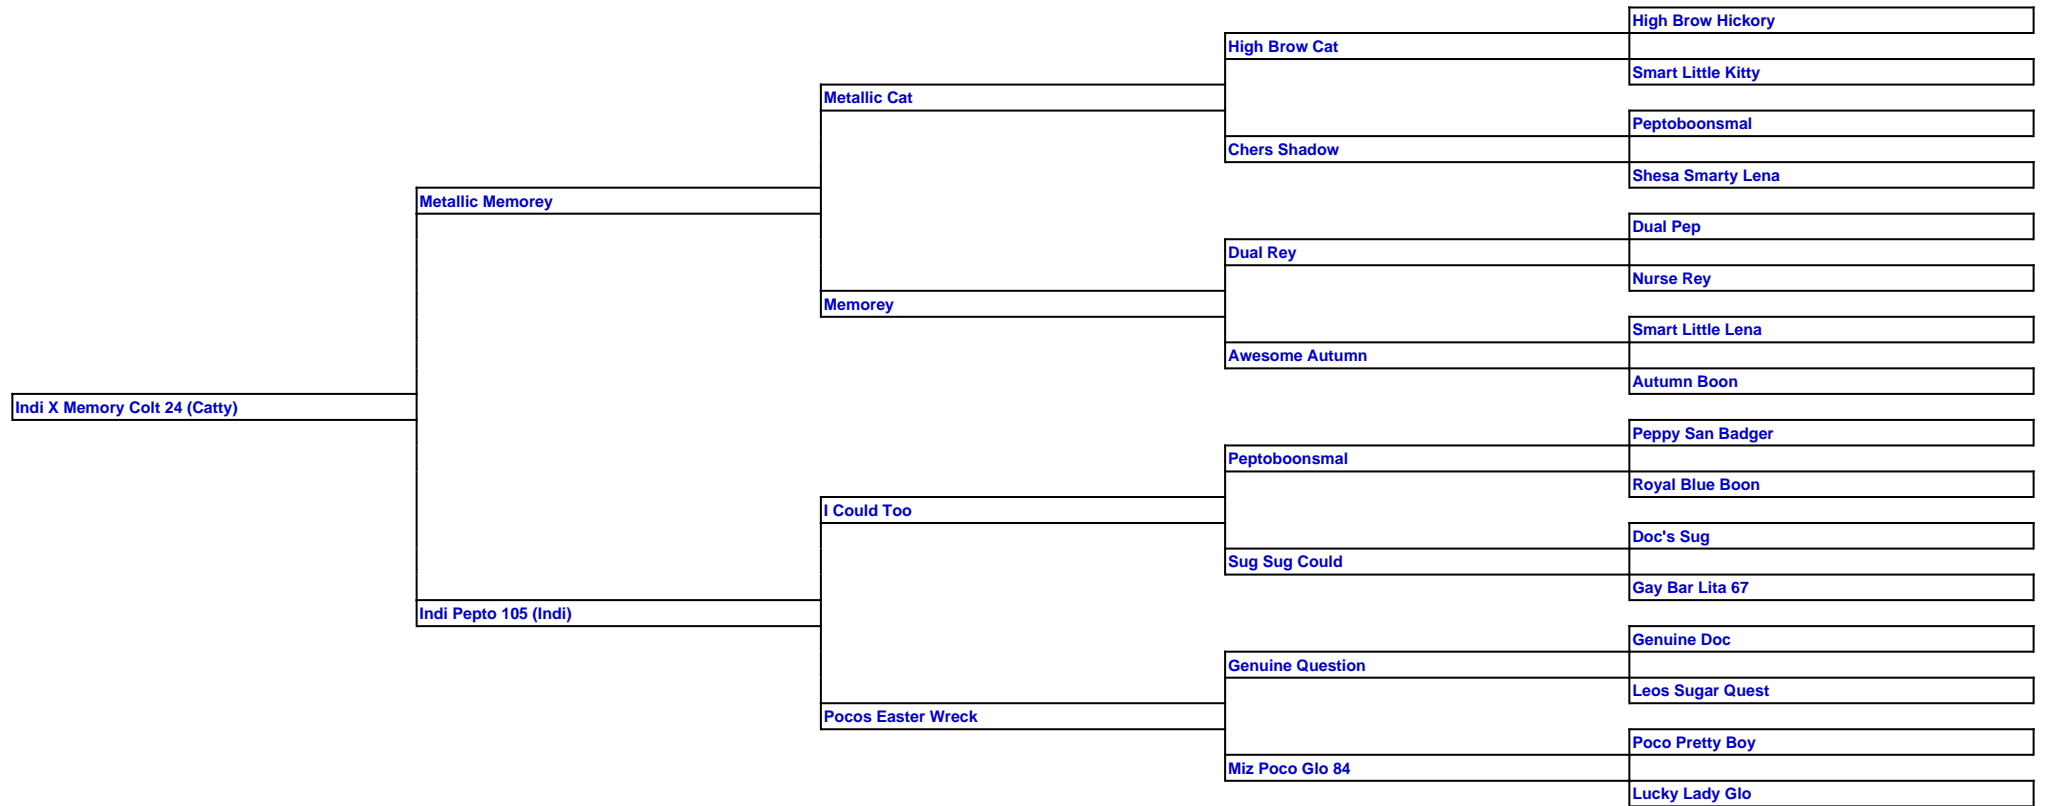 High Brow Hickory
High Brow Cat
Smart Little Kitty
Metallic Cat
Peptoboonsmal
Chers Shadow
Shesa Smarty Lena
Metallic Memorey
Dual Pep
Dual Rey
Nurse Rey
Memorey
Smart Little Lena
Awesome Autumn
Autumn Boon
Indi X Memory Colt 24 (Catty)
Peppy San Badger
Peptoboonsmal
Royal Blue Boon
I Could Too
Doc's Sug
Sug Sug Could
Gay Bar Lita 67
Indi Pepto 105 (Indi)
Genuine Doc
Genuine Question
Leos Sugar Quest
Pocos Easter Wreck
Poco Pretty Boy
Miz Poco Glo 84
Lucky Lady Glo